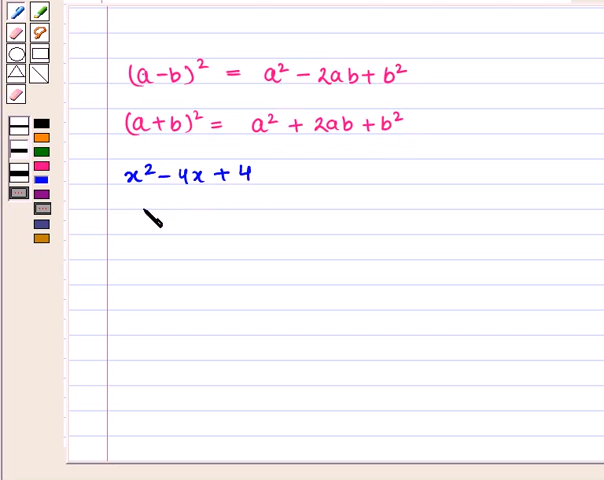 (a-b)² = a² - 2ab + b²
(a+b)² = a² + 2ab + b²
x² - 4x + 4